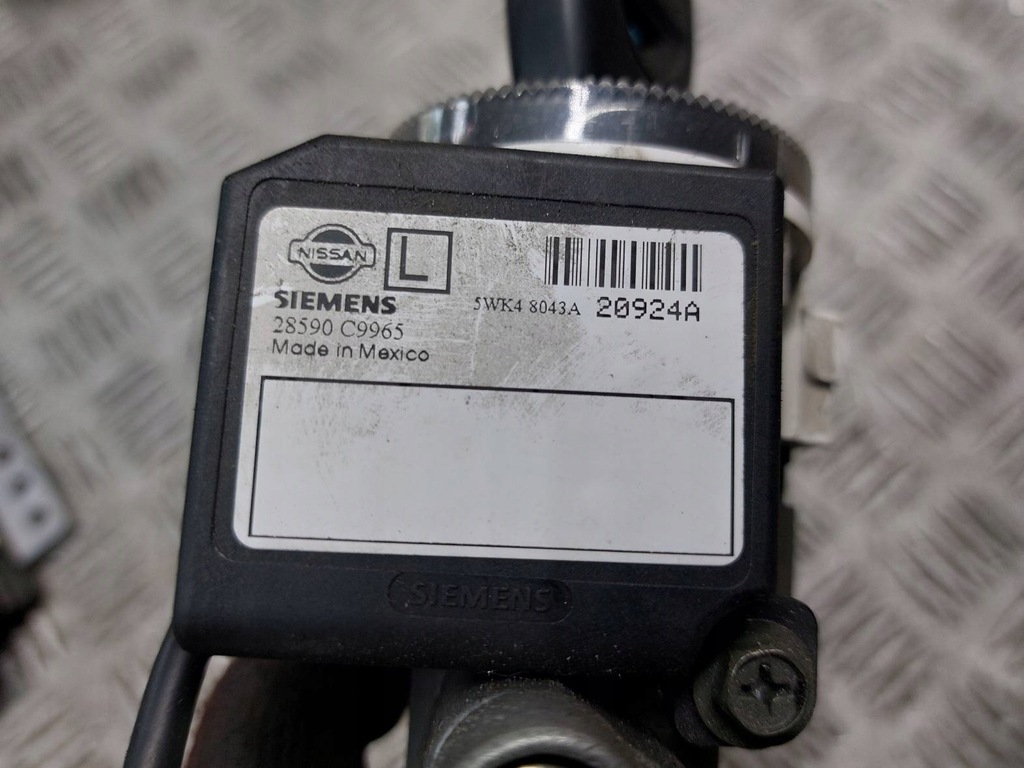 NISSAN
L
SIEMENS
5WK4 8043A 20924A
28590 C9965
Made in Mexico
SIEMENS